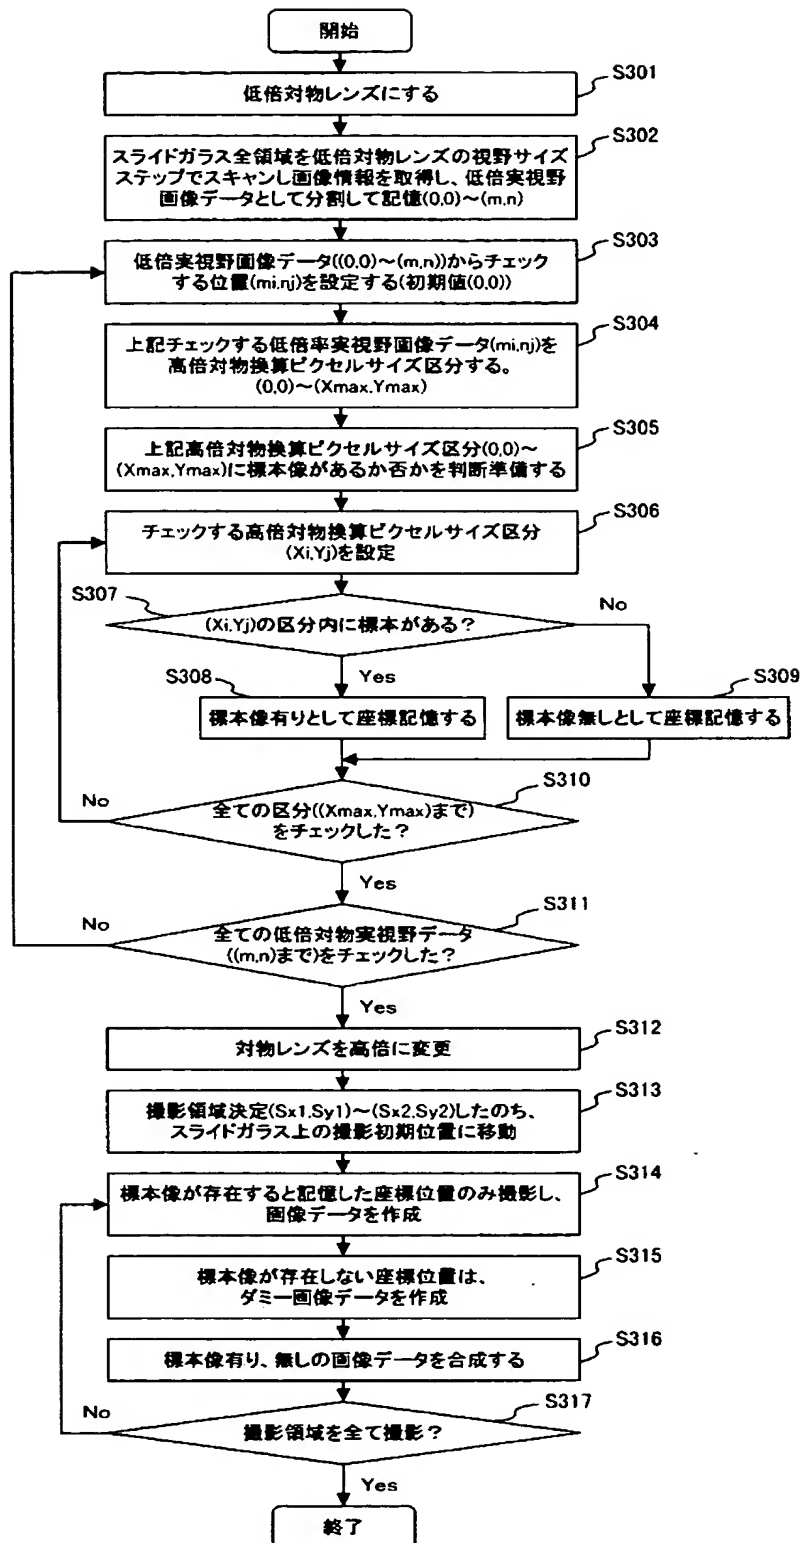 開始
S301
低倍対物レンズにする
S302
スライドガラス全領域を低倍対物レンズの視野サイズ
ステップでスキャンし画像情報を取得し、低倍実視野
画像データとして分割して記憶(0,0)～(m,n)
S303
低倍実視野画像データ((0,0)～(m,n))からチェック
する位置(mi,nj)を設定する(初期値(0,0))
S304
上記チェックする低倍率実視野画像データ(mi,nj)を
高倍対物換算ピクセルサイズ区分する。
(0,0)～(Xmax,Ymax)
S305
上記高倍対物換算ピクセルサイズ区分(0,0)～
(Xmax,Ymax)に標本像があるか否かを判断準備する
S306
チェックする高倍対物換算ピクセルサイズ区分
(Xi,Yj)を設定
S307
(Xi,Yj)の区分内に標本がある？
No
Yes
S308
標本像有りとして座標記憶する
S309
標本像無しとして座標記憶する
S310
全ての区分((Xmax,Ymax)まで)
をチェックした？
No
Yes
S311
全ての低倍対物実視野データ
((m,n)まで)をチェックした？
No
Yes
S312
対物レンズを高倍に変更
S313
撮影領域決定(Sx1,Sy1)～(Sx2,Sy2)したのち、
スライドガラス上の撮影初期位置に移動
S314
標本像が存在すると記憶した座標位置のみ撮影し、
画像データを作成
S315
標本像が存在しない座標位置は、
ダミー画像データを作成
S316
標本像有り、無しの画像データを合成する
S317
撮影領域を全て撮影？
No
Yes
終了